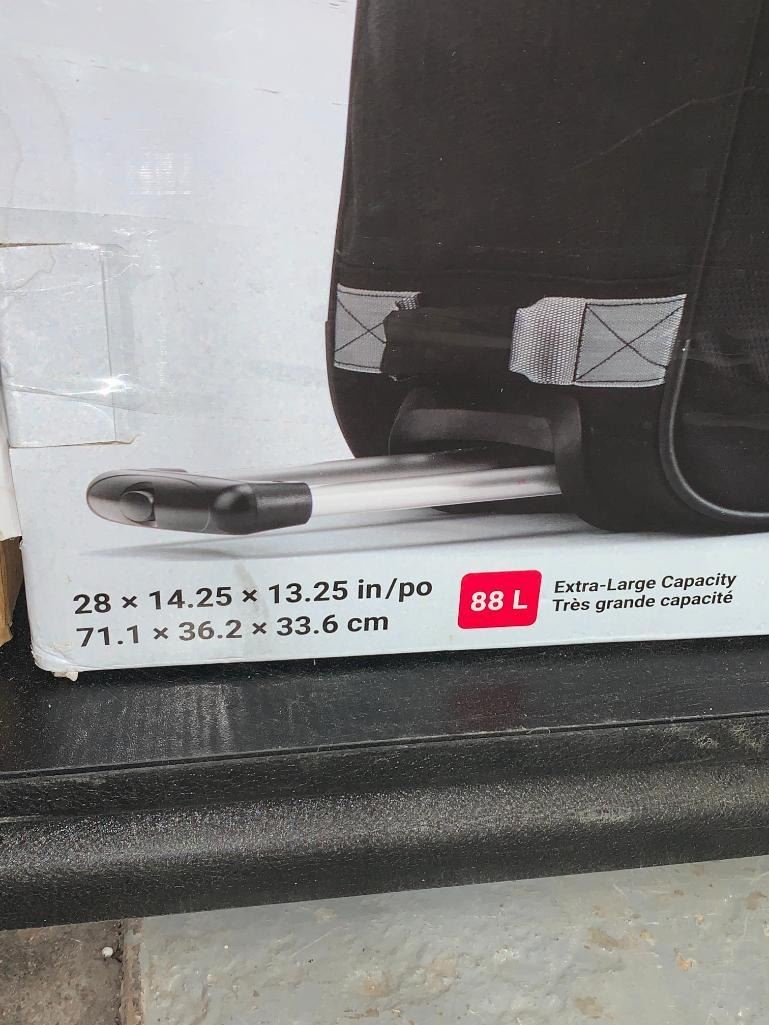 28 × 14.25 × 13.25 in/po
71.1 × 36.2 × 33.6 cm
88 L
Extra-Large Capacity
Très grande capacité